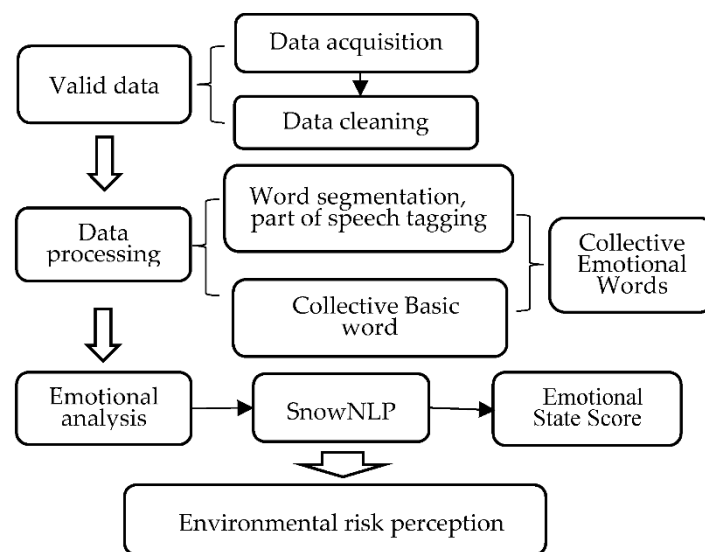 Data acquisition
Valid data
Data cleaning
Word segmentation,
part of speech tagging
Data
processing
Collective
Emotional
Words
Collective Basic
word
Emotional
analysis
SnowNLP
Emotional
State Score
Environmental risk perception